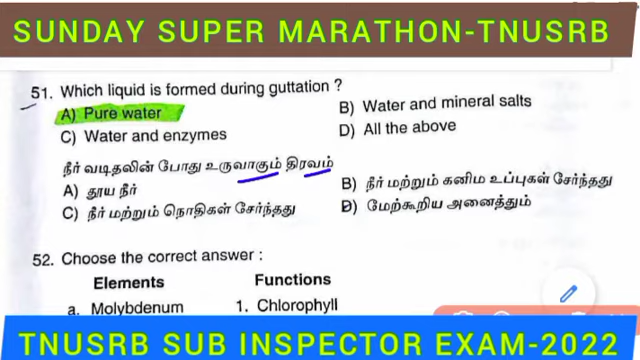 SUNDAY SUPER MARATHON-TNUSRB
51. Which liquid is formed during guttation ?
A) Pure water
B) Water and mineral salts
C) Water and enzymes
D) All the above
நீர் வடிதலின் போது உருவாகும் திரவம்
A) தூய நீர்
B) நீர் மற்றும் கனிம உப்புகள் சேர்ந்தது
C) நீர் மற்றும் நொதிகள் சேர்ந்தது
D) மேற்கூறிய அனைத்தும்
52. Choose the correct answer :
Elements Functions
a. Molybdenum 1. Chlorophyll
TNUSRB SUB INSPECTOR EXAM-2022